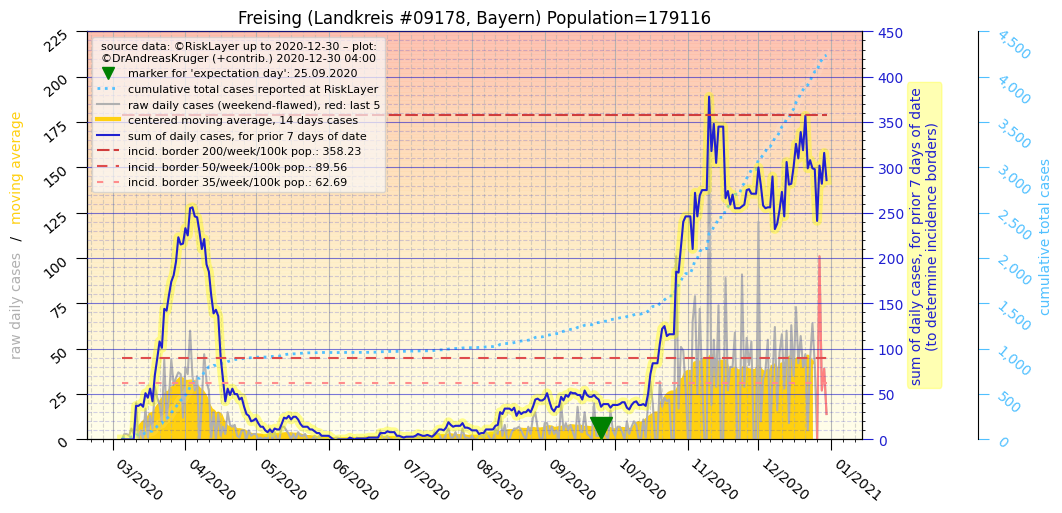 Freising (Landkreis #09178, Bayern) Population=179116
source data: ©RiskLayer up to 2020-12-30 – plot:
©DrAndreasKruger (+contrib.) 2020-12-30 04:00
marker for 'expectation day': 25.09.2020
cumulative total cases reported at RiskLayer
raw daily cases (weekend-flawed), red: last 5
centered moving average, 14 days cases
sum of daily cases, for prior 7 days of date
incid. border 200/week/100k pop.: 358.23
incid. border 50/week/100k pop.: 89.56
incid. border 35/week/100k pop.: 62.69
raw daily cases / moving average
225
200
175
150
125
100
75
50
25
0
03/2020
04/2020
05/2020
06/2020
07/2020
08/2020
09/2020
10/2020
11/2020
12/2020
01/2021
450
400
350
300
250
200
150
100
50
0
sum of daily cases, for prior 7 days of date
(to determine incidence borders)
4,500
4,000
3,500
3,000
2,500
2,000
1,500
1,000
500
0
cumulative total cases